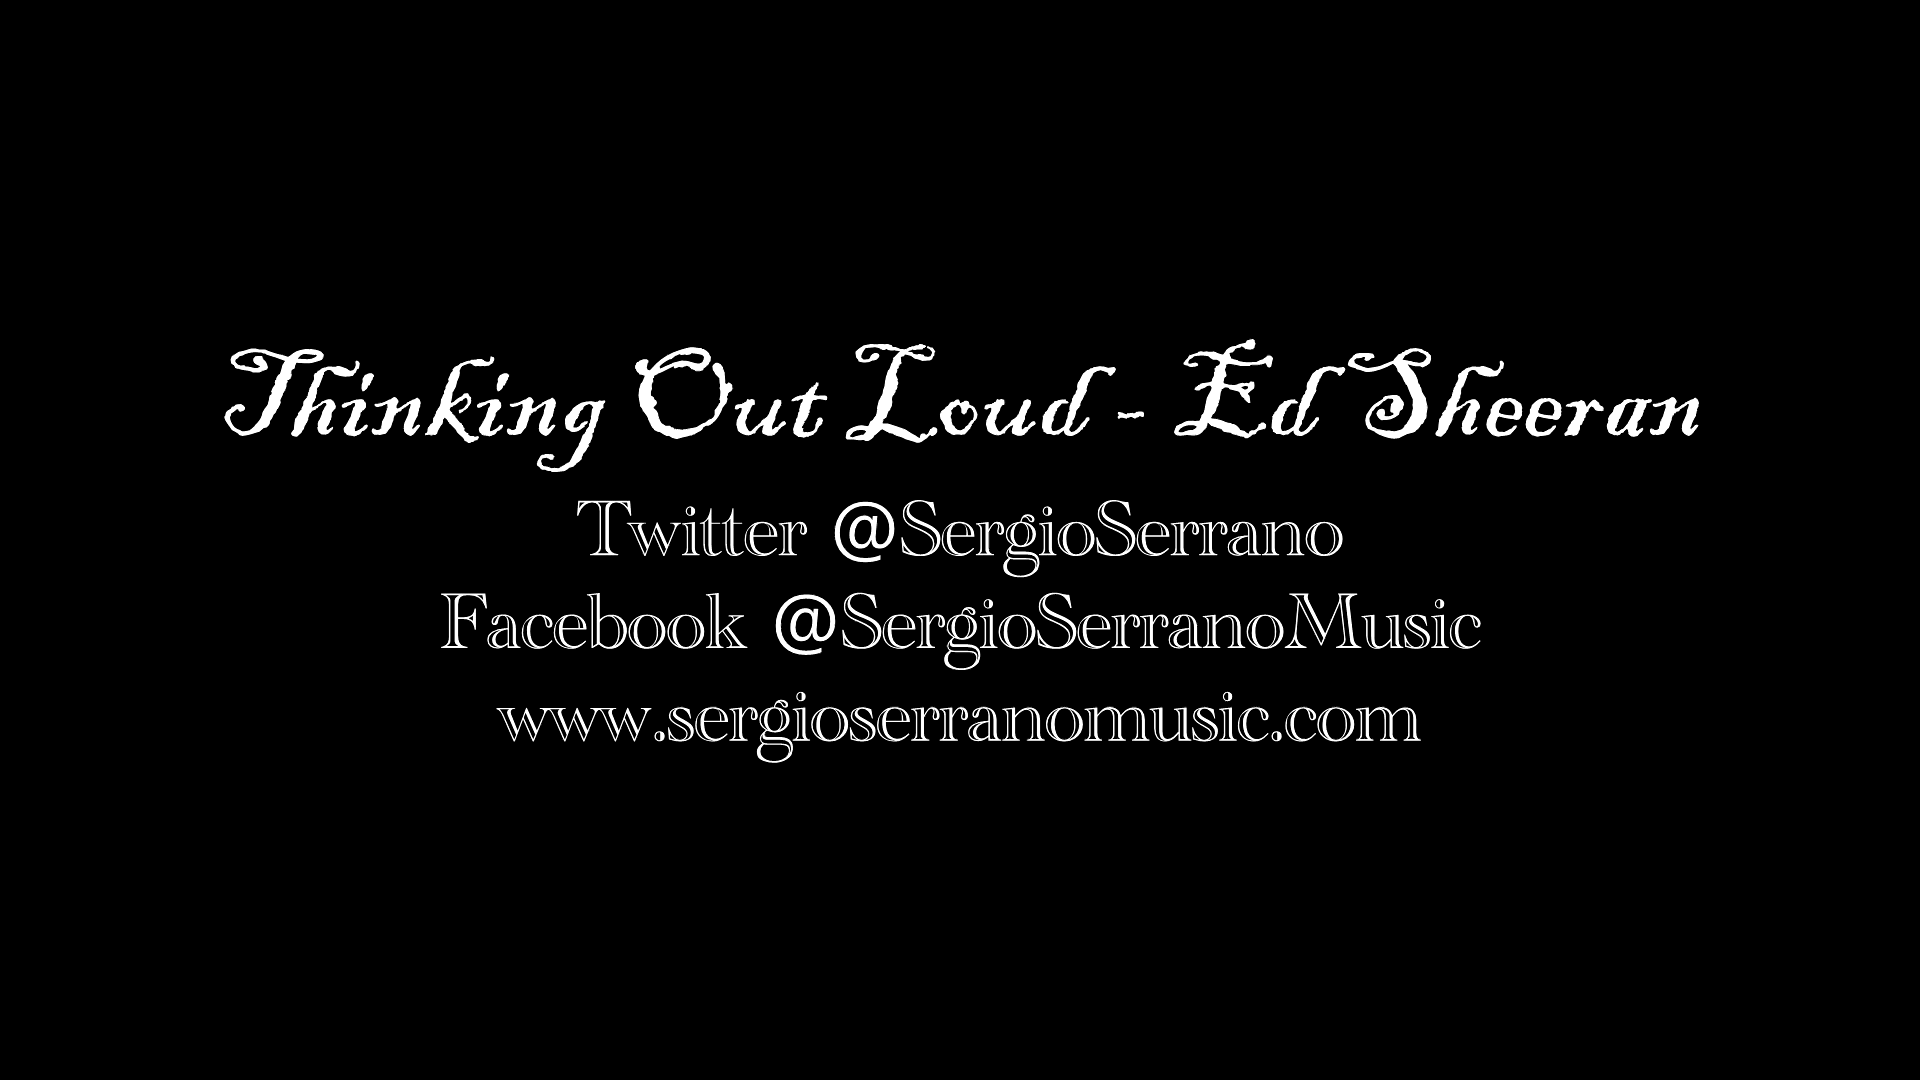 Thinking Out Loud - Ed Sheeran
Twitter @SergioSerrano
Facebook @SergioSerranoMusic
www.sergioserranomusic.com